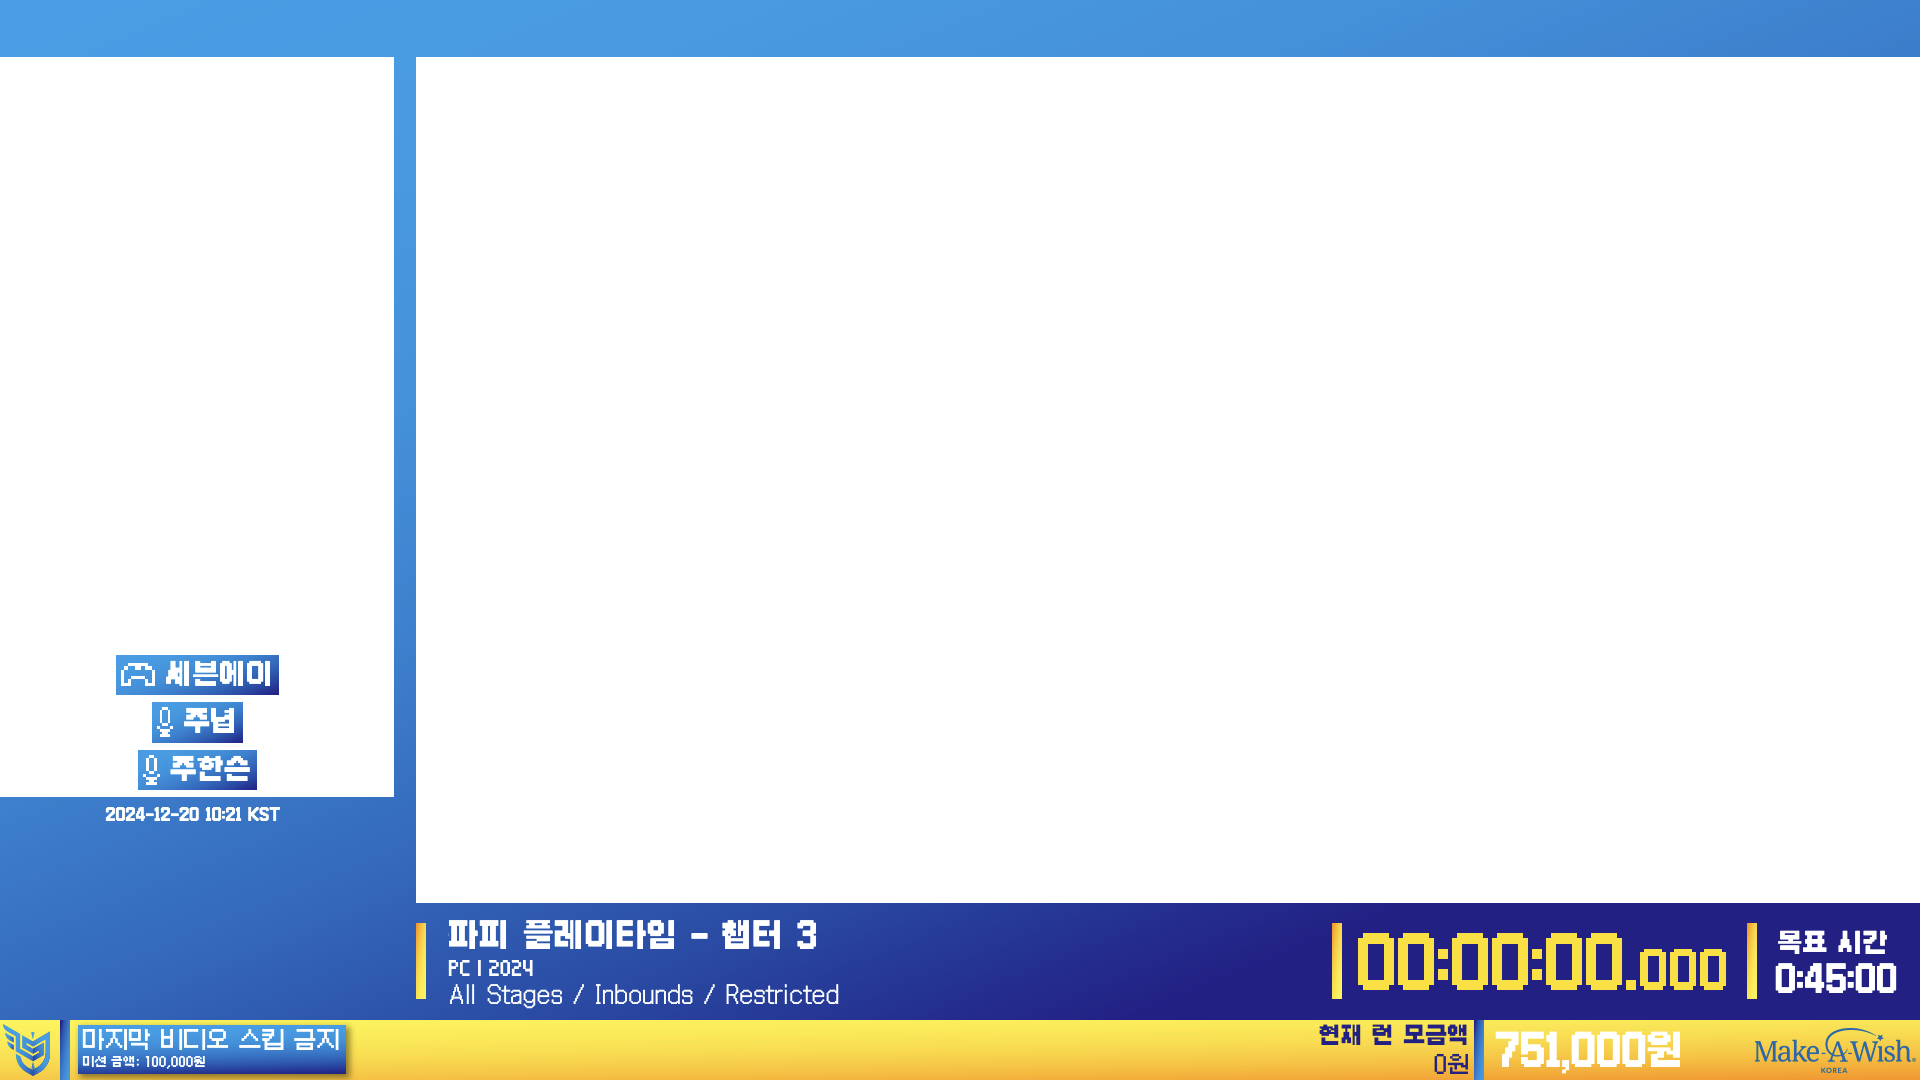 세븐에이
주넙
주한슨
2024-12-20 10:21 KST
파피 플레이타임 - 챕터 3
PC | 2024
All Stages / Inbounds / Restricted
00:00:00.000
목표 시간
0:45:00
마지막 비디오 스킵 금지
미션 금액: 100,000원
현재 런 모금액
0원
751,000원
Make-A-Wish®
KOREA